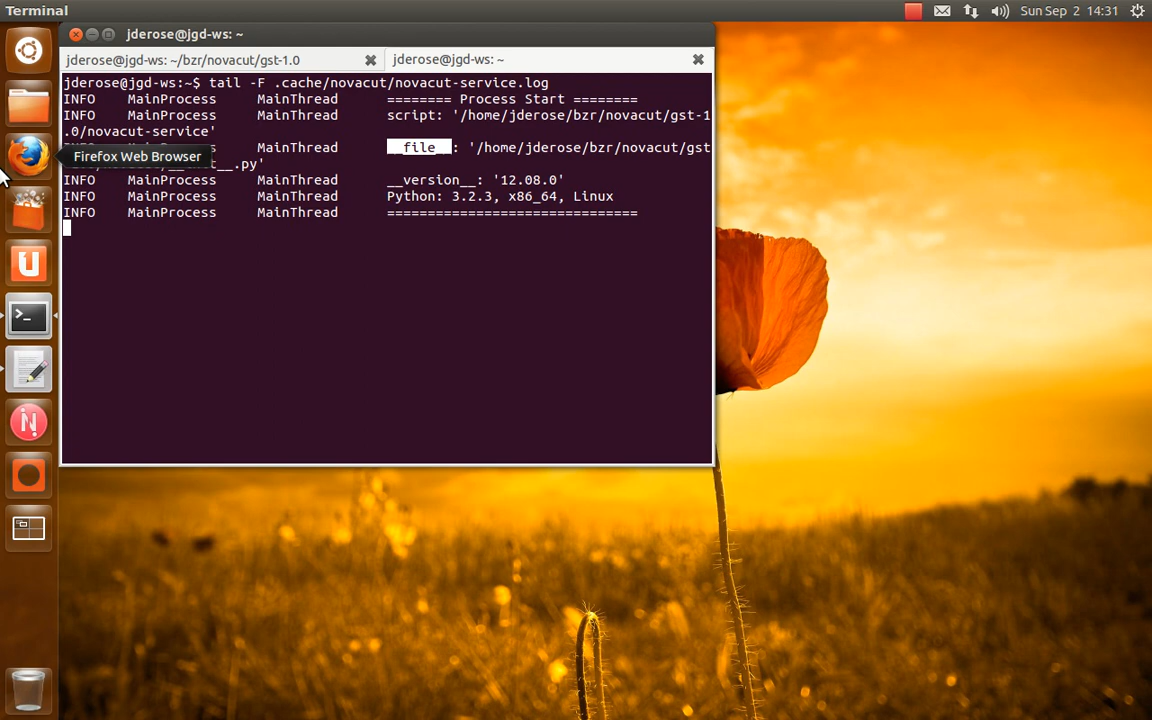 Terminal
Sun Sep 2 14:31
jderose@jgd-ws: ~
jderose@jgd-ws: ~/bzr/novacut/gst-1.0
jderose@jgd-ws: ~
jderose@jgd-ws:~$ tail -F .cache/novacut/novacut-service.log
INFO MainProcess MainThread ======== Process Start ========
INFO MainProcess MainThread script: '/home/jderose/bzr/novacut/gst-1
.0/novacut-service'
MainThread __file__: '/home/jderose/bzr/novacut/gst
.py'
INFO MainProcess MainThread __version__: '12.08.0'
INFO MainProcess MainThread Python: 3.2.3, x86_64, Linux
INFO MainProcess MainThread ===============================
Firefox Web Browser